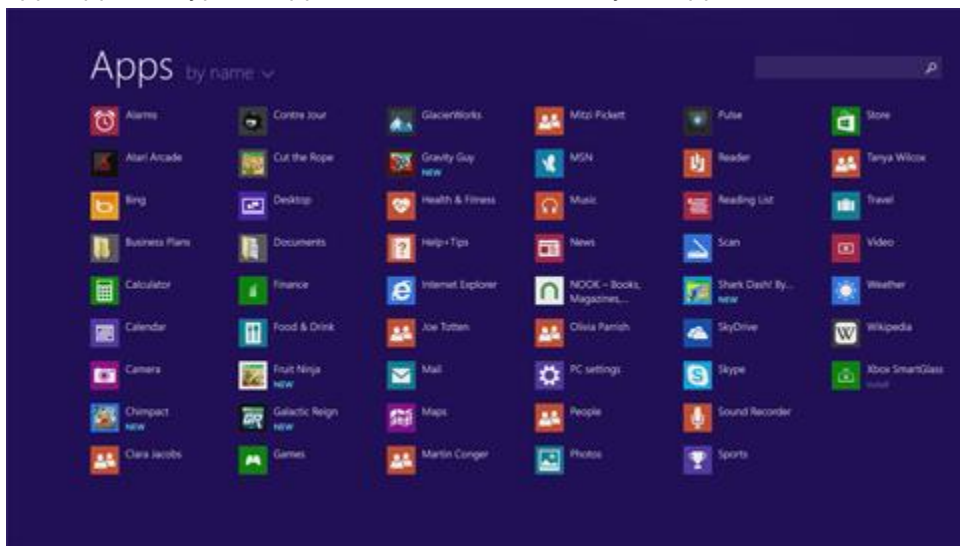 Apps by name
Alarms
Atari Arcade
Bing
Business Plans
Calculator
Calendar
Camera
Chimpact
NEW
Clara Jacobs
Contre Jour
Cut the Rope
Desktop
Documents
Finance
Food & Drink
Fruit Ninja
NEW
Galactic Reign
NEW
Games
GlacierWorks
Gravity Guy
NEW
Health & Fitness
Help+Tips
Internet Explorer
Joe Totten
Mail
Maps
Martin Conger
Mitzi Pickett
MSN
Music
News
NOOK – Books,
Magazines,...
Olivia Parrish
PC settings
People
Photos
Pulse
Reader
Reading List
Scan
Shark Dash! By...
NEW
SkyDrive
Skype
Sound Recorder
Sports
Store
Tanya Wilcox
Travel
Video
Weather
W
Wikipedia
Xbox SmartGlass
Install